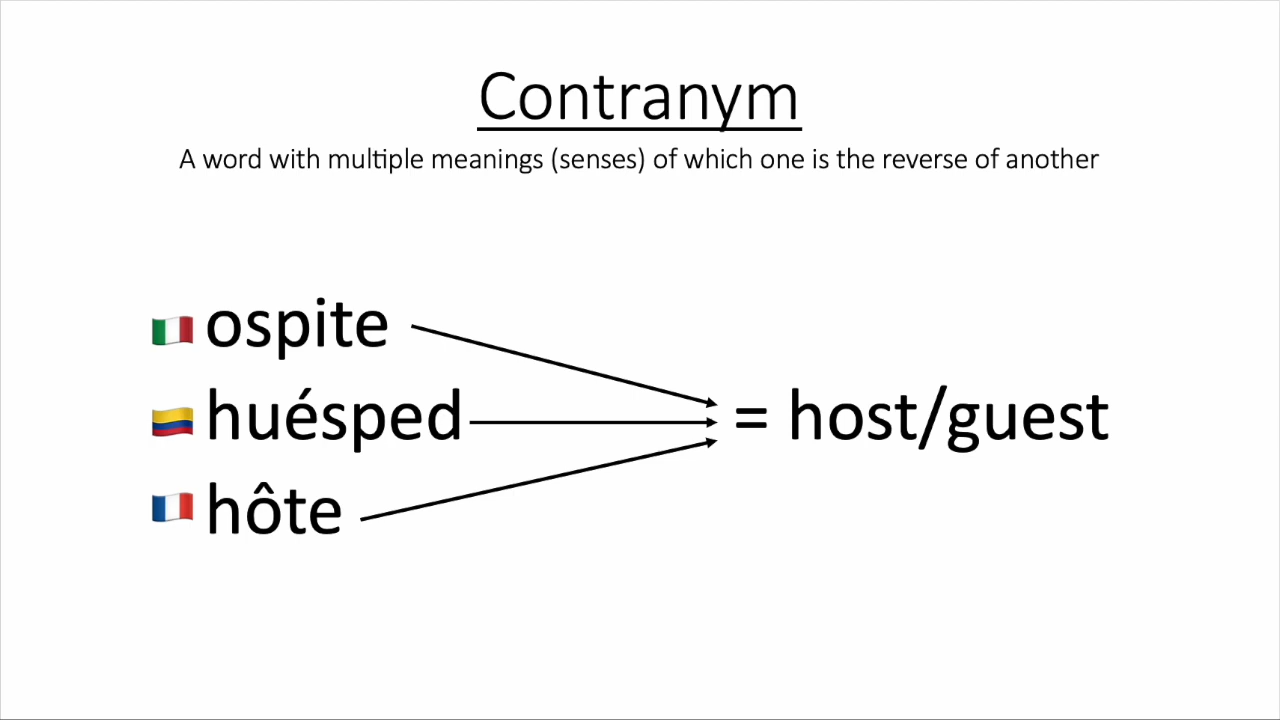 Contranym
A word with multiple meanings (senses) of which one is the reverse of another
ospite
huésped
= host/guest
hôte